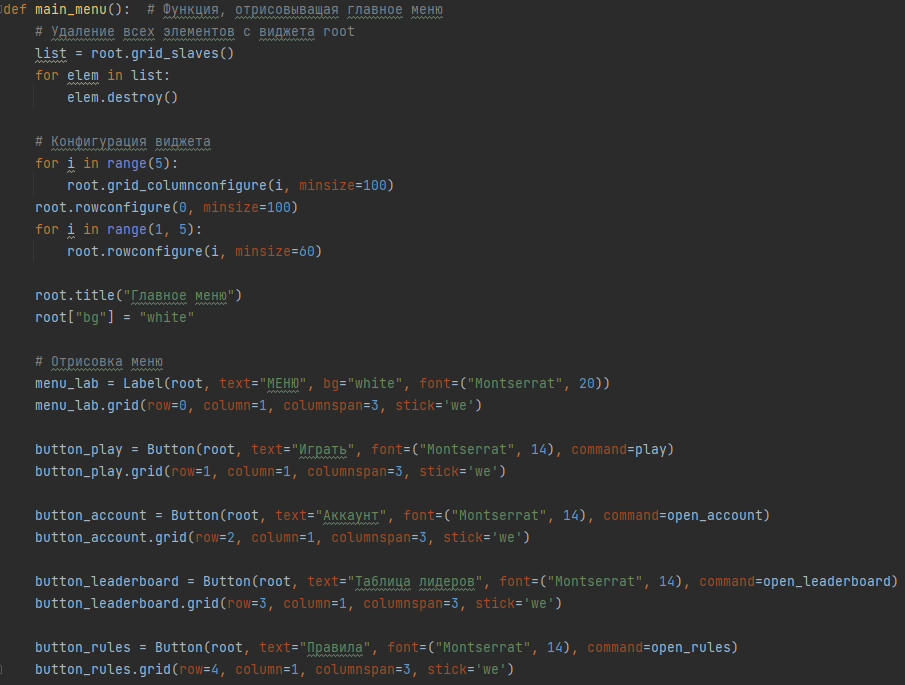 def main_menu():  # Функция, отрисовыващая главное меню
    # Удаление всех элементов с виджета root
    list = root.grid_slaves()
    for elem in list:
        elem.destroy()

    # Конфигурация виджета
    for i in range(5):
        root.grid_columnconfigure(i, minsize=100)
    root.rowconfigure(0, minsize=100)
    for i in range(1, 5):
        root.rowconfigure(i, minsize=60)

    root.title("Главное меню")
    root["bg"] = "white"

    # Отрисовка меню
    menu_lab = Label(root, text="МЕНЮ", bg="white", font=("Montserrat", 20))
    menu_lab.grid(row=0, column=1, columnspan=3, stick='we')

    button_play = Button(root, text="Играть", font=("Montserrat", 14), command=play)
    button_play.grid(row=1, column=1, columnspan=3, stick='we')

    button_account = Button(root, text="Аккаунт", font=("Montserrat", 14), command=open_account)
    button_account.grid(row=2, column=1, columnspan=3, stick='we')

    button_leaderboard = Button(root, text="Таблица лидеров", font=("Montserrat", 14), command=open_leaderboard)
    button_leaderboard.grid(row=3, column=1, columnspan=3, stick='we')

    button_rules = Button(root, text="Правила", font=("Montserrat", 14), command=open_rules)
    button_rules.grid(row=4, column=1, columnspan=3, stick='we')